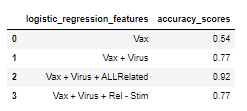 logistic_regression_features accuracy_scores
0 Vax 0.54
1 Vax + Virus 0.77
2 Vax + Virus + ALLRelated 0.92
3 Vax + Virus + Rel - Stim 0.77